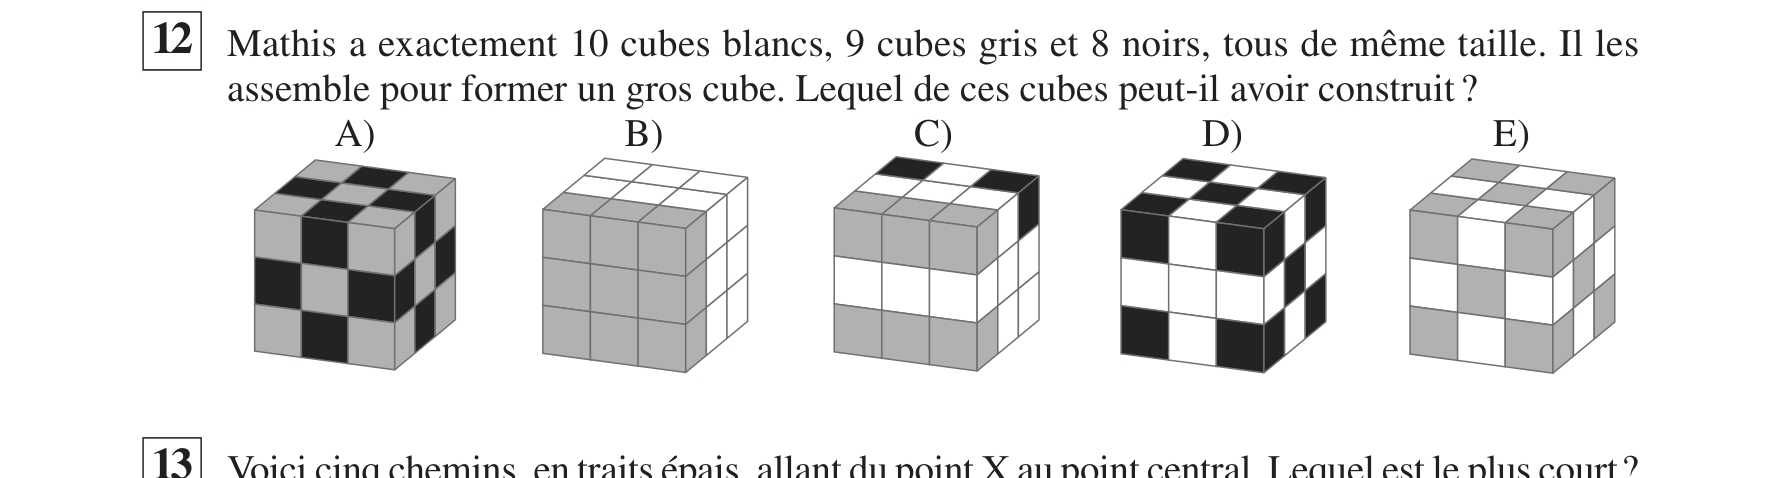 12 Mathis a exactement 10 cubes blancs, 9 cubes gris et 8 noirs, tous de même taille. Il les
assemble pour former un gros cube. Lequel de ces cubes peut-il avoir construit ?
A) B) C) D) E)
13 Voici cinq chemins, en traits épais, allant du point X au point central. Lequel est le plus court ?